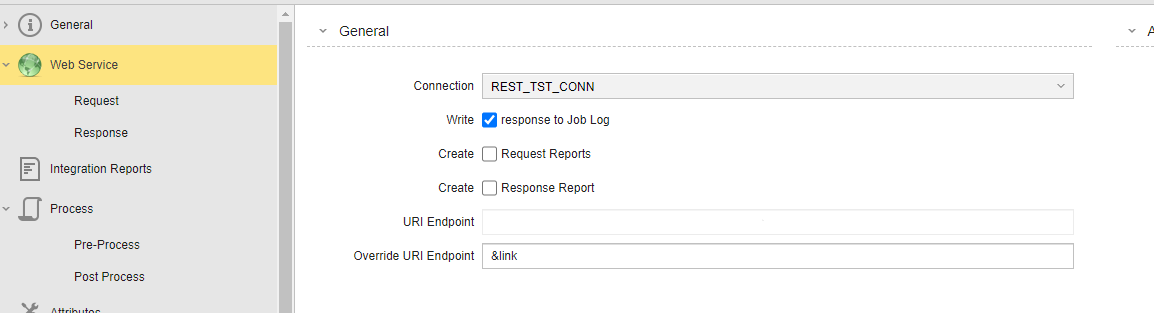 General
Web Service
Request
Response
Integration Reports
Process
Pre-Process
Post Process
Attributes
General
Connection REST_TST_CONN
Write response to Job Log
Create Request Reports
Create Response Report
URI Endpoint
Override URI Endpoint &link